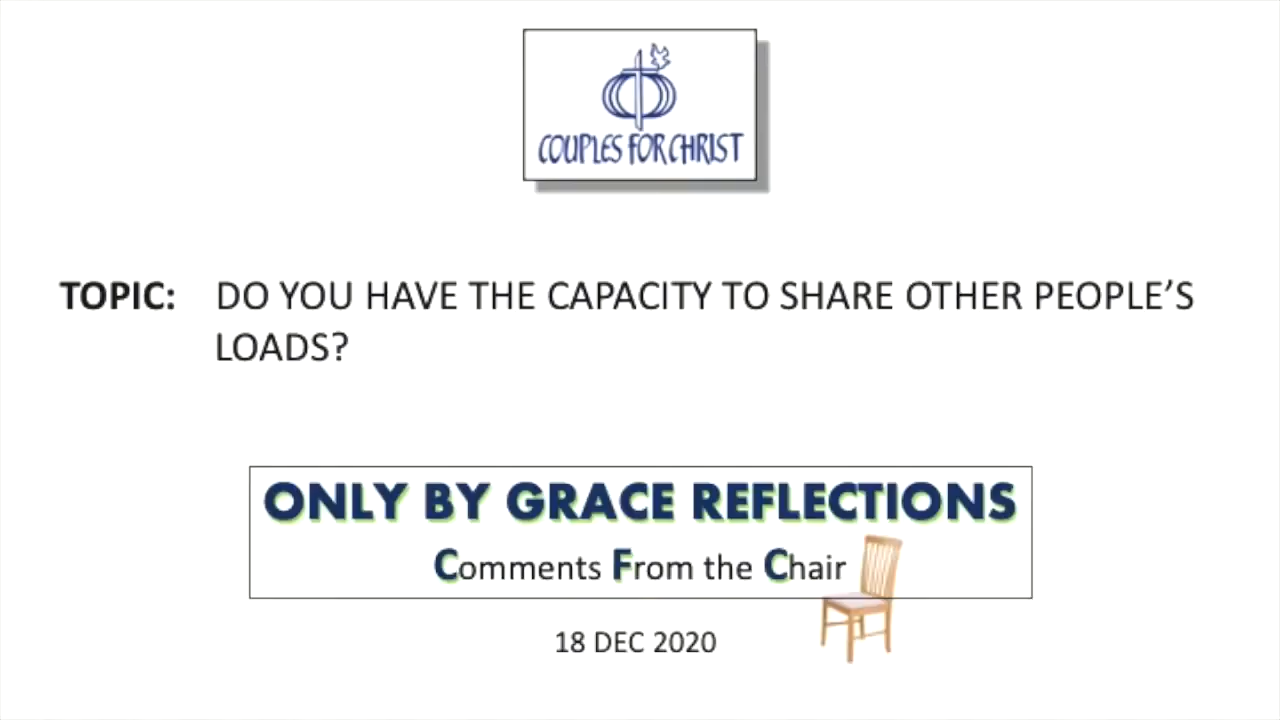 COUPLES FOR CHRIST
TOPIC: DO YOU HAVE THE CAPACITY TO SHARE OTHER PEOPLE’S
LOADS?
ONLY BY GRACE REFLECTIONS
Comments From the Chair
18 DEC 2020